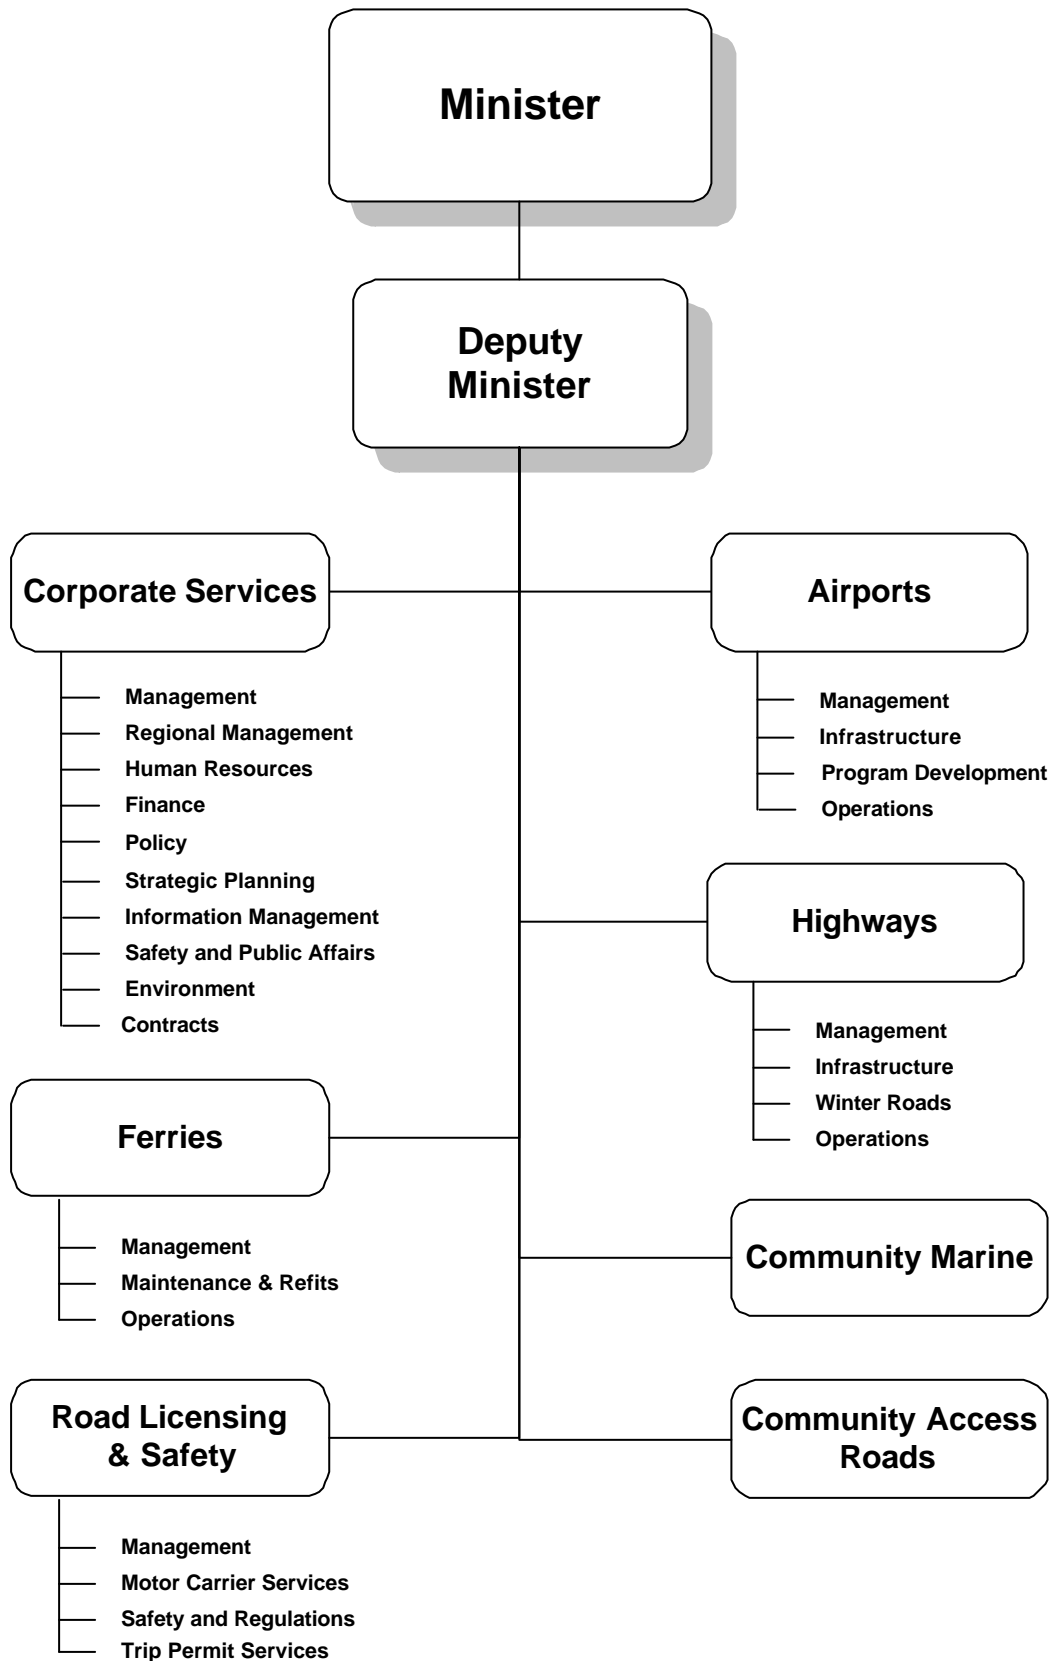 Minister
Deputy
Minister
Corporate Services
Management
Regional Management
Human Resources
Finance
Policy
Strategic Planning
Information Management
Safety and Public Affairs
Environment
Contracts
Airports
Management
Infrastructure
Program Development
Operations
Highways
Management
Infrastructure
Winter Roads
Operations
Ferries
Management
Maintenance & Refits
Operations
Community Marine
Road Licensing
& Safety
Management
Motor Carrier Services
Safety and Regulations
Trip Permit Services
Community Access
Roads